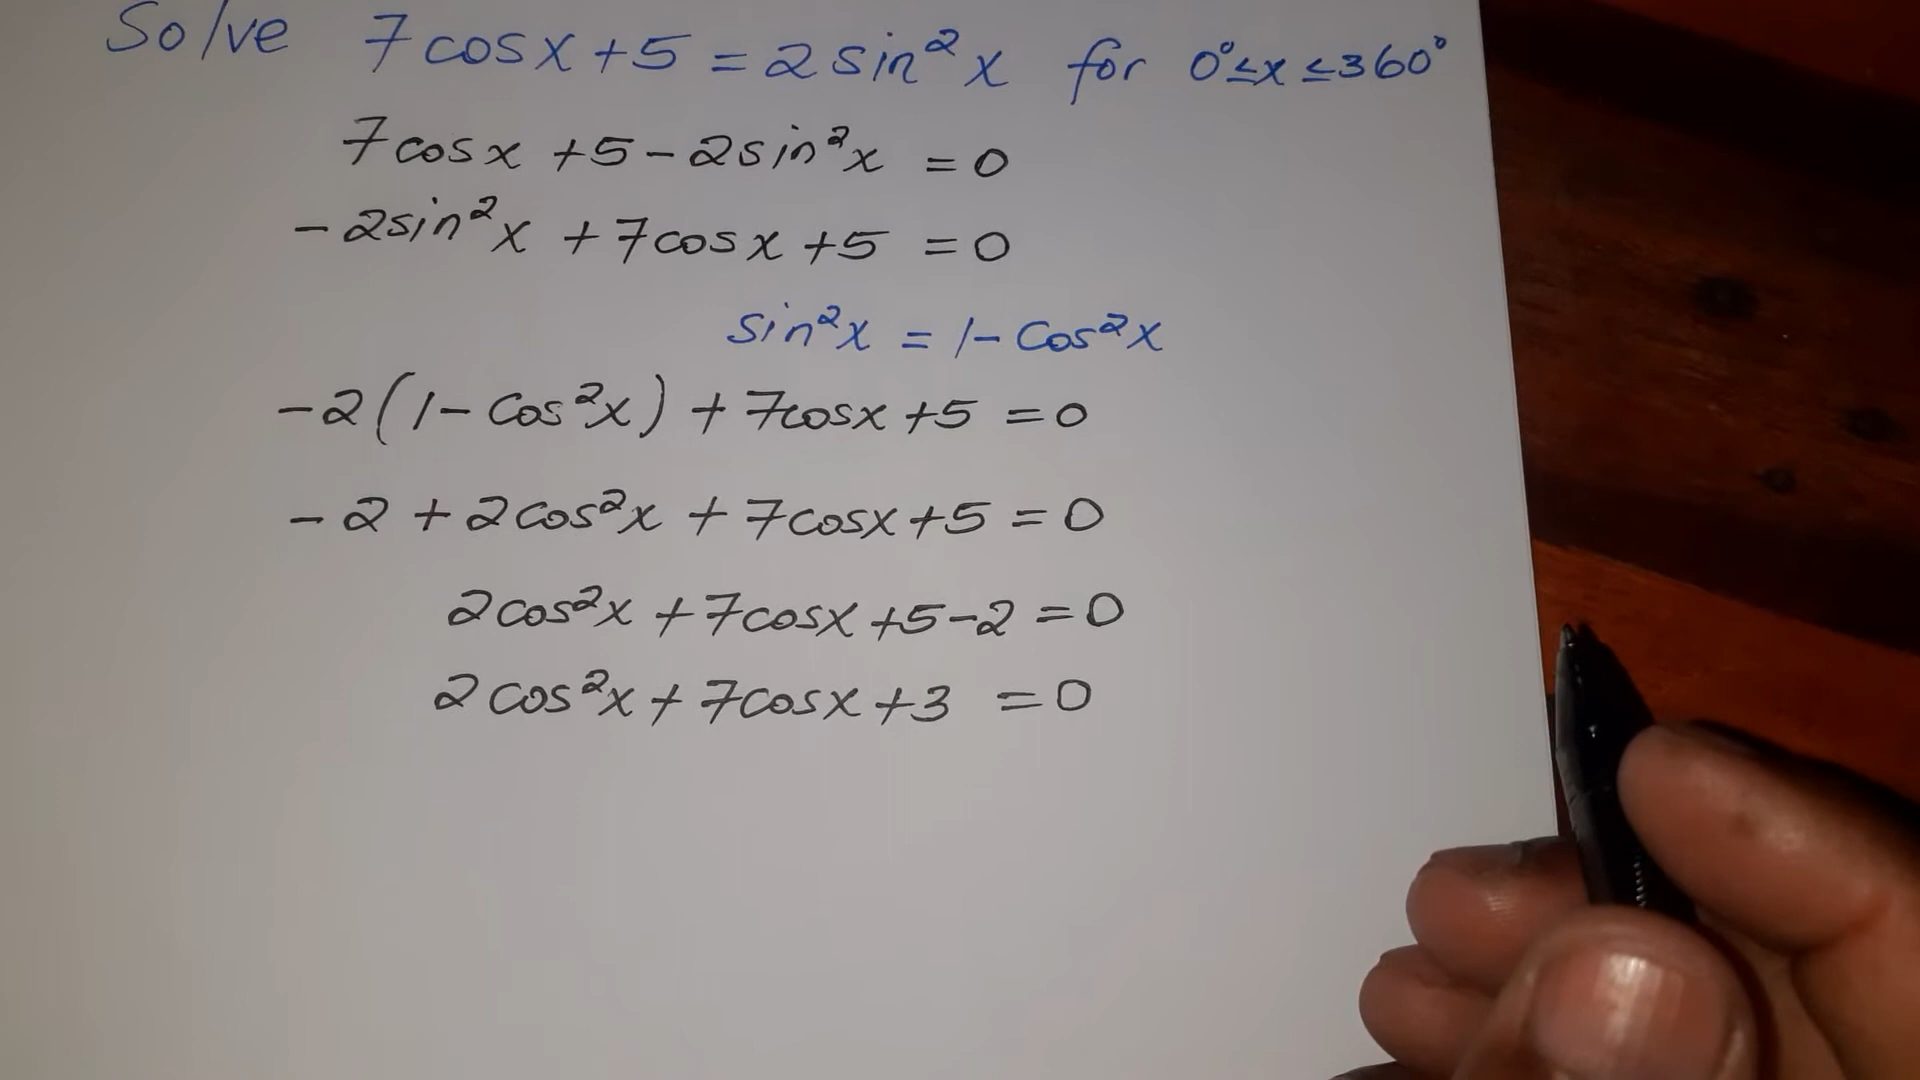 Solve 7cosx+5=2sin²x for 0°≤x≤360°
7cosx+5-2sin²x=0
-2sin²x+7cosx+5=0
sin²x=1-Cos²x
-2(1-Cos²x)+7cosx+5=0
-2+2cos²x+7cosx+5=0
2cos²x+7cosx+5-2=0
2cos²x+7cosx+3=0